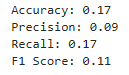 Accuracy: 0.17
Precision: 0.09
Recall: 0.17
F1 Score: 0.11